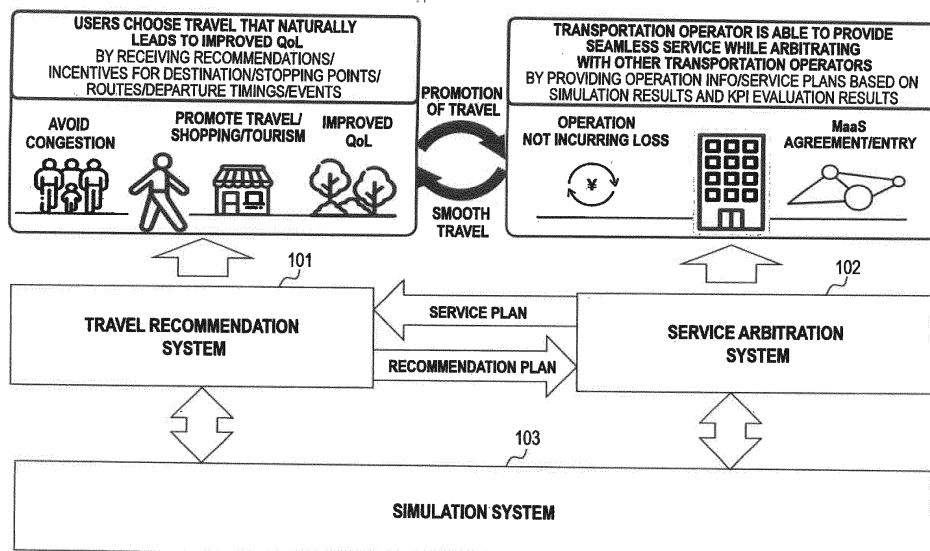 USERS CHOOSE TRAVEL THAT NATURALLY
LEADS TO IMPROVED QoL
BY RECEIVING RECOMMENDATIONS/
INCENTIVES FOR DESTINATION/STOPPING POINTS/
ROUTES/DEPARTURE TIMINGS/EVENTS
AVOID
CONGESTION
PROMOTE TRAVEL/
SHOPPING/TOURISM
IMPROVED
QoL
PROMOTION
OF TRAVEL
SMOOTH
TRAVEL
TRANSPORTATION OPERATOR IS ABLE TO PROVIDE
SEAMLESS SERVICE WHILE ARBITRATING
WITH OTHER TRANSPORTATION OPERATORS
BY PROVIDING OPERATION INFO/SERVICE PLANS BASED ON
SIMULATION RESULTS AND KPI EVALUATION RESULTS
OPERATION
NOT INCURRING LOSS
¥
MaaS
AGREEMENT/ENTRY
101
TRAVEL RECOMMENDATION
SYSTEM
SERVICE PLAN
RECOMMENDATION PLAN
102
SERVICE ARBITRATION
SYSTEM
103
SIMULATION SYSTEM